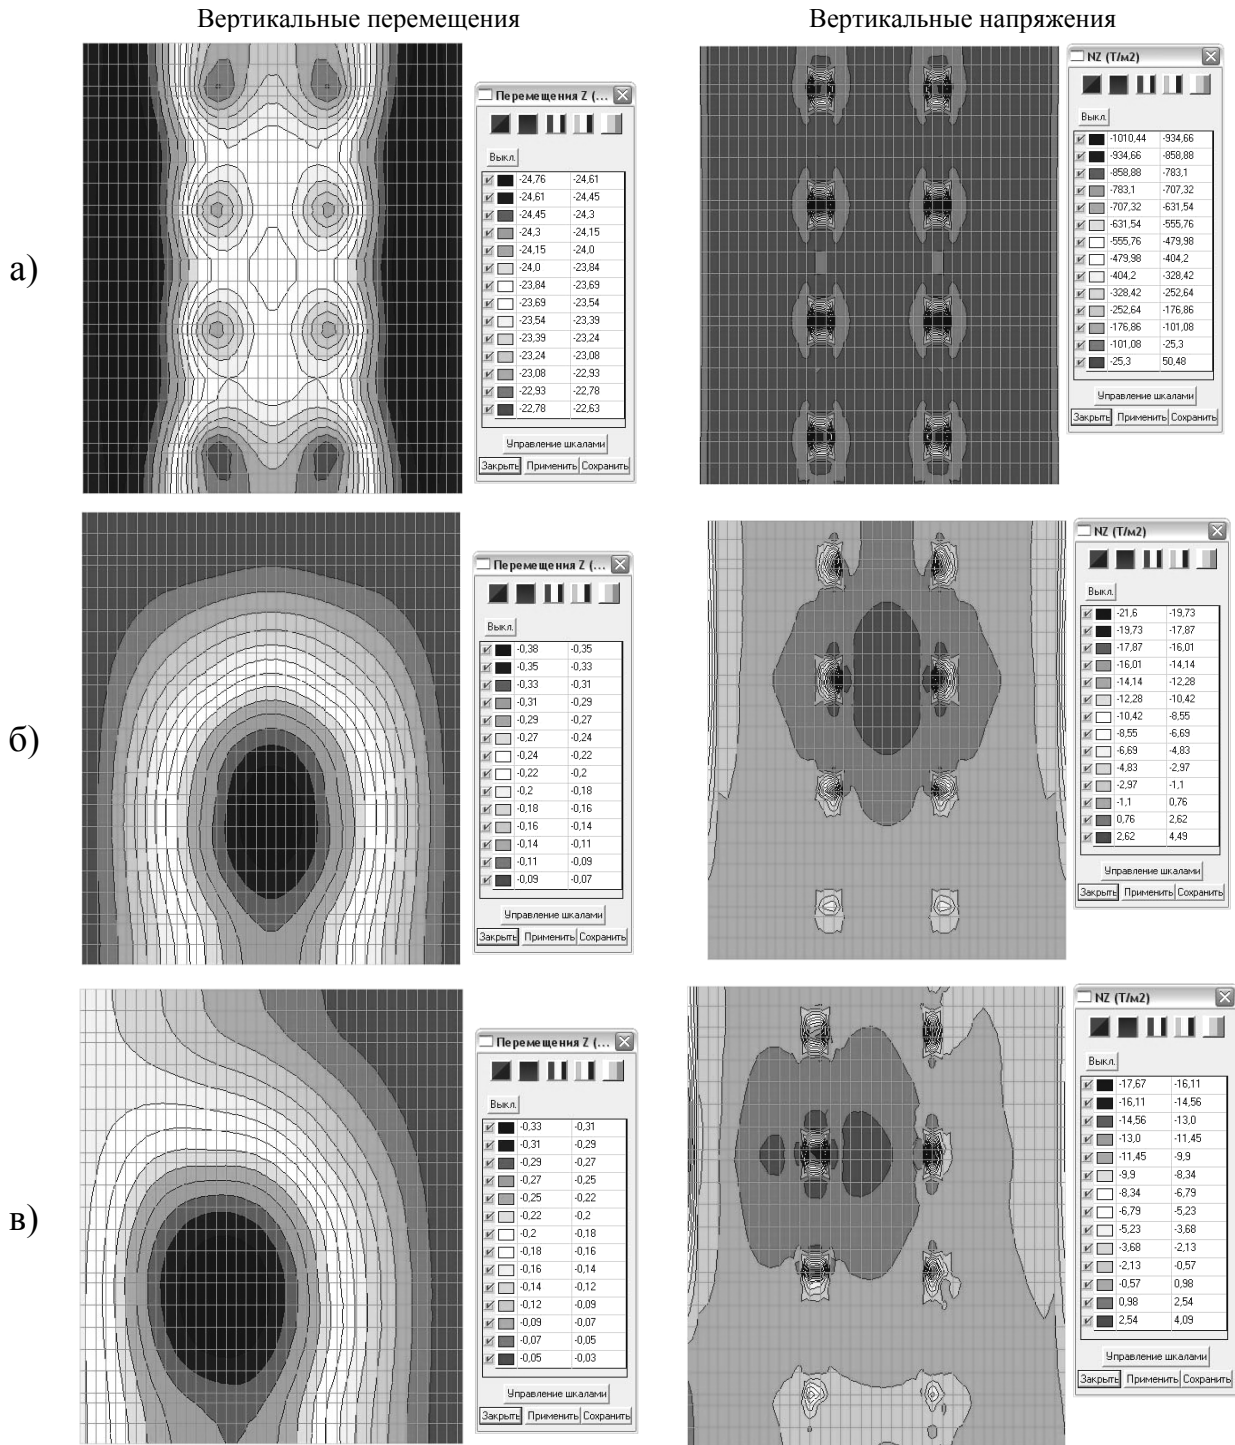 Вертикальные перемещения
Вертикальные напряжения
а)
Перемещения Z (...
Выкл.
-24,76 -24,61
-24,61 -24,45
-24,45 -24,3
-24,3 -24,15
-24,15 -24,0
-24,0 -23,84
-23,84 -23,69
-23,69 -23,54
-23,54 -23,39
-23,39 -23,24
-23,24 -23,08
-23,08 -22,93
-22,93 -22,78
-22,78 -22,63
Управление шкалами
Закрыть Применить Сохранить
NZ (Т/м2)
Выкл.
-1010,44 -934,66
-934,66 -858,88
-858,88 -783,1
-783,1 -707,32
-707,32 -631,54
-631,54 -555,76
-555,76 -479,98
-479,98 -404,2
-404,2 -328,42
-328,42 -252,64
-252,64 -176,86
-176,86 -101,08
-101,08 -25,3
-25,3 50,48
Управление шкалами
Закрыть Применить Сохранить
б)
Перемещения Z (...
Выкл.
-0,38 -0,35
-0,35 -0,33
-0,33 -0,31
-0,31 -0,29
-0,29 -0,27
-0,27 -0,24
-0,24 -0,22
-0,22 -0,2
-0,2 -0,18
-0,18 -0,16
-0,16 -0,14
-0,14 -0,11
-0,11 -0,09
-0,09 -0,07
Управление шкалами
Закрыть Применить Сохранить
NZ (Т/м2)
Выкл.
-21,6 -19,73
-19,73 -17,87
-17,87 -16,01
-16,01 -14,14
-14,14 -12,28
-12,28 -10,42
-10,42 -8,55
-8,55 -6,69
-6,69 -4,83
-4,83 -2,97
-2,97 -1,1
-1,1 0,76
0,76 2,62
2,62 4,49
Управление шкалами
Закрыть Применить Сохранить
в)
Перемещения Z (...
Выкл.
-0,33 -0,31
-0,31 -0,29
-0,29 -0,27
-0,27 -0,25
-0,25 -0,22
-0,22 -0,2
-0,2 -0,18
-0,18 -0,16
-0,16 -0,14
-0,14 -0,12
-0,12 -0,09
-0,09 -0,07
-0,07 -0,05
-0,05 -0,03
Управление шкалами
Закрыть Применить Сохранить
NZ (Т/м2)
Выкл.
-17,67 -16,11
-16,11 -14,56
-14,56 -13,0
-13,0 -11,45
-11,45 -9,9
-9,9 -8,34
-8,34 -6,79
-6,79 -5,23
-5,23 -3,68
-3,68 -2,13
-2,13 -0,57
-0,57 0,98
0,98 2,54
2,54 4,09
Управление шкалами
Закрыть Применить Сохранить